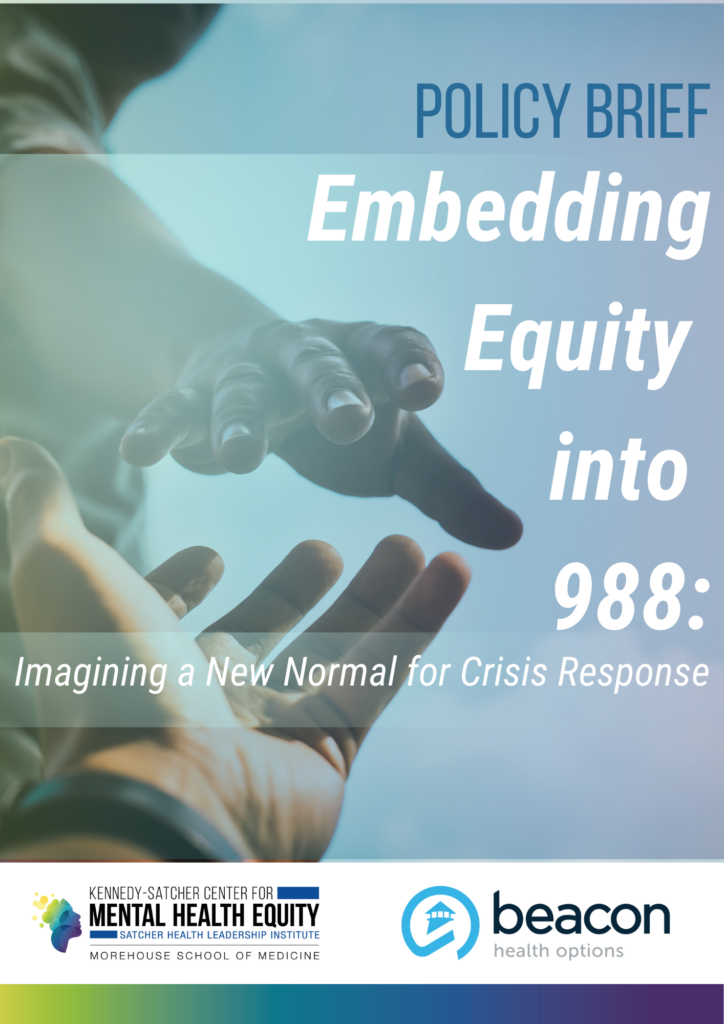 POLICY BRIEF
Embedding
Equity
into
988:
Imagining a New Normal for Crisis Response
KENNEDY-SATCHER CENTER FOR
MENTAL HEALTH EQUITY
SATCHER HEALTH LEADERSHIP INSTITUTE
MOREHOUSE SCHOOL OF MEDICINE
beacon
health options